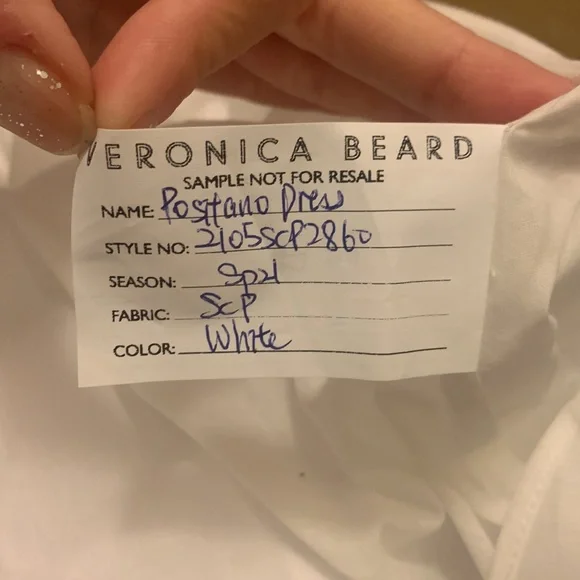 VERONICA BEARD
SAMPLE NOT FOR RESALE
NAME: Positano Dress
STYLE NO: 2105SCP2860
SEASON: Sp21
FABRIC: SCP
COLOR: White